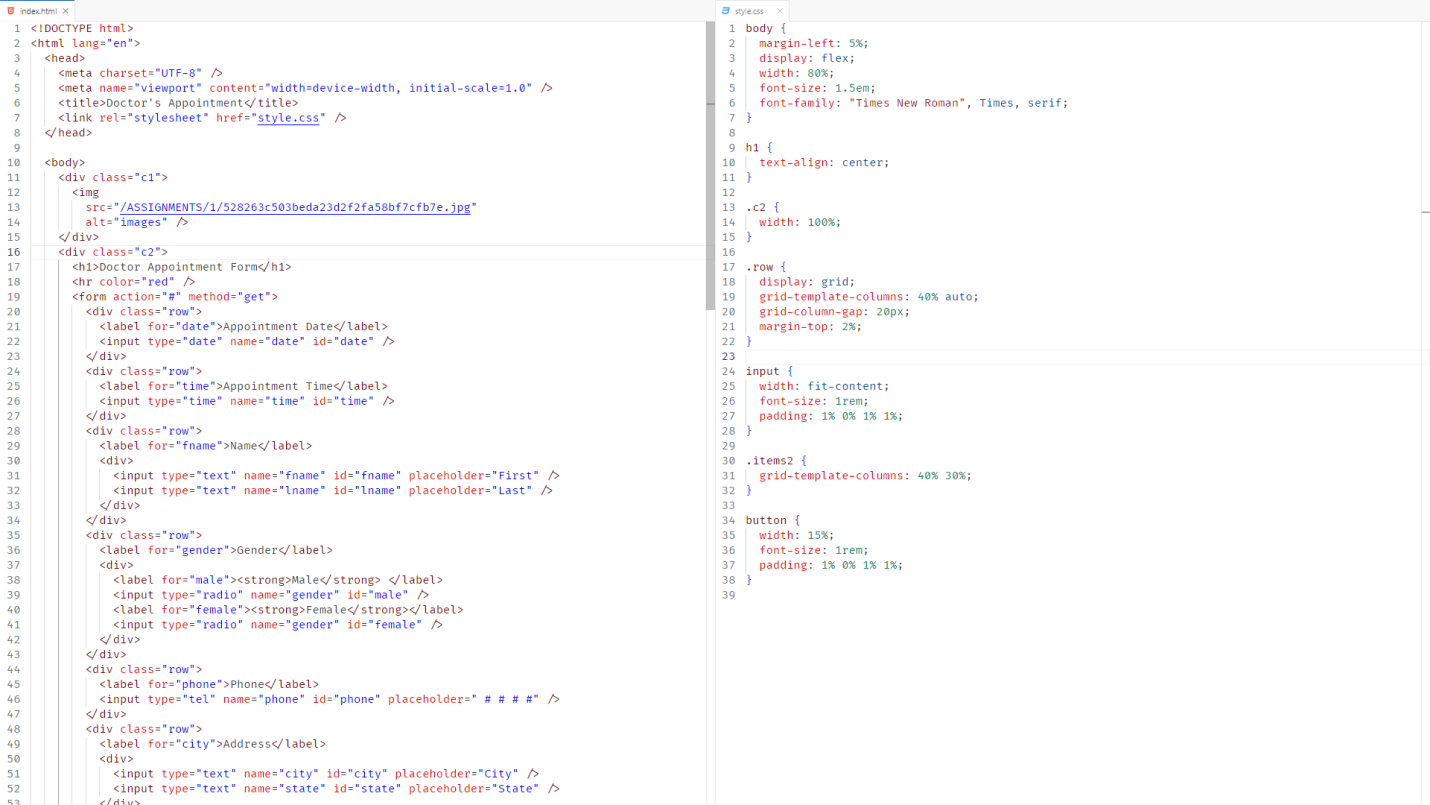 index.html ×
1 <!DOCTYPE html>
2 <html lang="en">
3 <head>
4 <meta charset="UTF-8" />
5 <meta name="viewport" content="width=device-width, initial-scale=1.0" />
6 <title>Doctor's Appointment</title>
7 <link rel="stylesheet" href="style.css" />
8 </head>
9
10 <body>
11 <div class="c1">
12 <img
13 src="/ASSIGNMENTS/1/528263c503beda23d2f2fa58bf7cfb7e.jpg"
14 alt="images" />
15 </div>
16 <div class="c2">
17 <h1>Doctor Appointment Form</h1>
18 <hr color="red" />
19 <form action="#" method="get">
20 <div class="row">
21 <label for="date">Appointment Date</label>
22 <input type="date" name="date" id="date" />
23 </div>
24 <div class="row">
25 <label for="time">Appointment Time</label>
26 <input type="time" name="time" id="time" />
27 </div>
28 <div class="row">
29 <label for="fname">Name</label>
30 <div>
31 <input type="text" name="fname" id="fname" placeholder="First" />
32 <input type="text" name="lname" id="lname" placeholder="Last" />
33 </div>
34 </div>
35 <div class="row">
36 <label for="gender">Gender</label>
37 <div>
38 <label for="male"><strong>Male</strong> </label>
39 <input type="radio" name="gender" id="male" />
40 <label for="female"><strong>Female</strong></label>
41 <input type="radio" name="gender" id="female" />
42 </div>
43 </div>
44 <div class="row">
45 <label for="phone">Phone</label>
46 <input type="tel" name="phone" id="phone" placeholder=" # # # #" />
47 </div>
48 <div class="row">
49 <label for="city">Address</label>
50 <div>
51 <input type="text" name="city" id="city" placeholder="City" />
52 <input type="text" name="state" id="state" placeholder="State" />
53 </div>
style.css ×
1 body {
2 margin-left: 5%;
3 display: flex;
4 width: 80%;
5 font-size: 1.5em;
6 font-family: "Times New Roman", Times, serif;
7 }
8
9 h1 {
10 text-align: center;
11 }
12
13 .c2 {
14 width: 100%;
15 }
16
17 .row {
18 display: grid;
19 grid-template-columns: 40% auto;
20 grid-column-gap: 20px;
21 margin-top: 2%;
22 }
23
24 input {
25 width: fit-content;
26 font-size: 1rem;
27 padding: 1% 0% 1% 1%;
28 }
29
30 .items2 {
31 grid-template-columns: 40% 30%;
32 }
33
34 button {
35 width: 15%;
36 font-size: 1rem;
37 padding: 1% 0% 1% 1%;
38 }
39